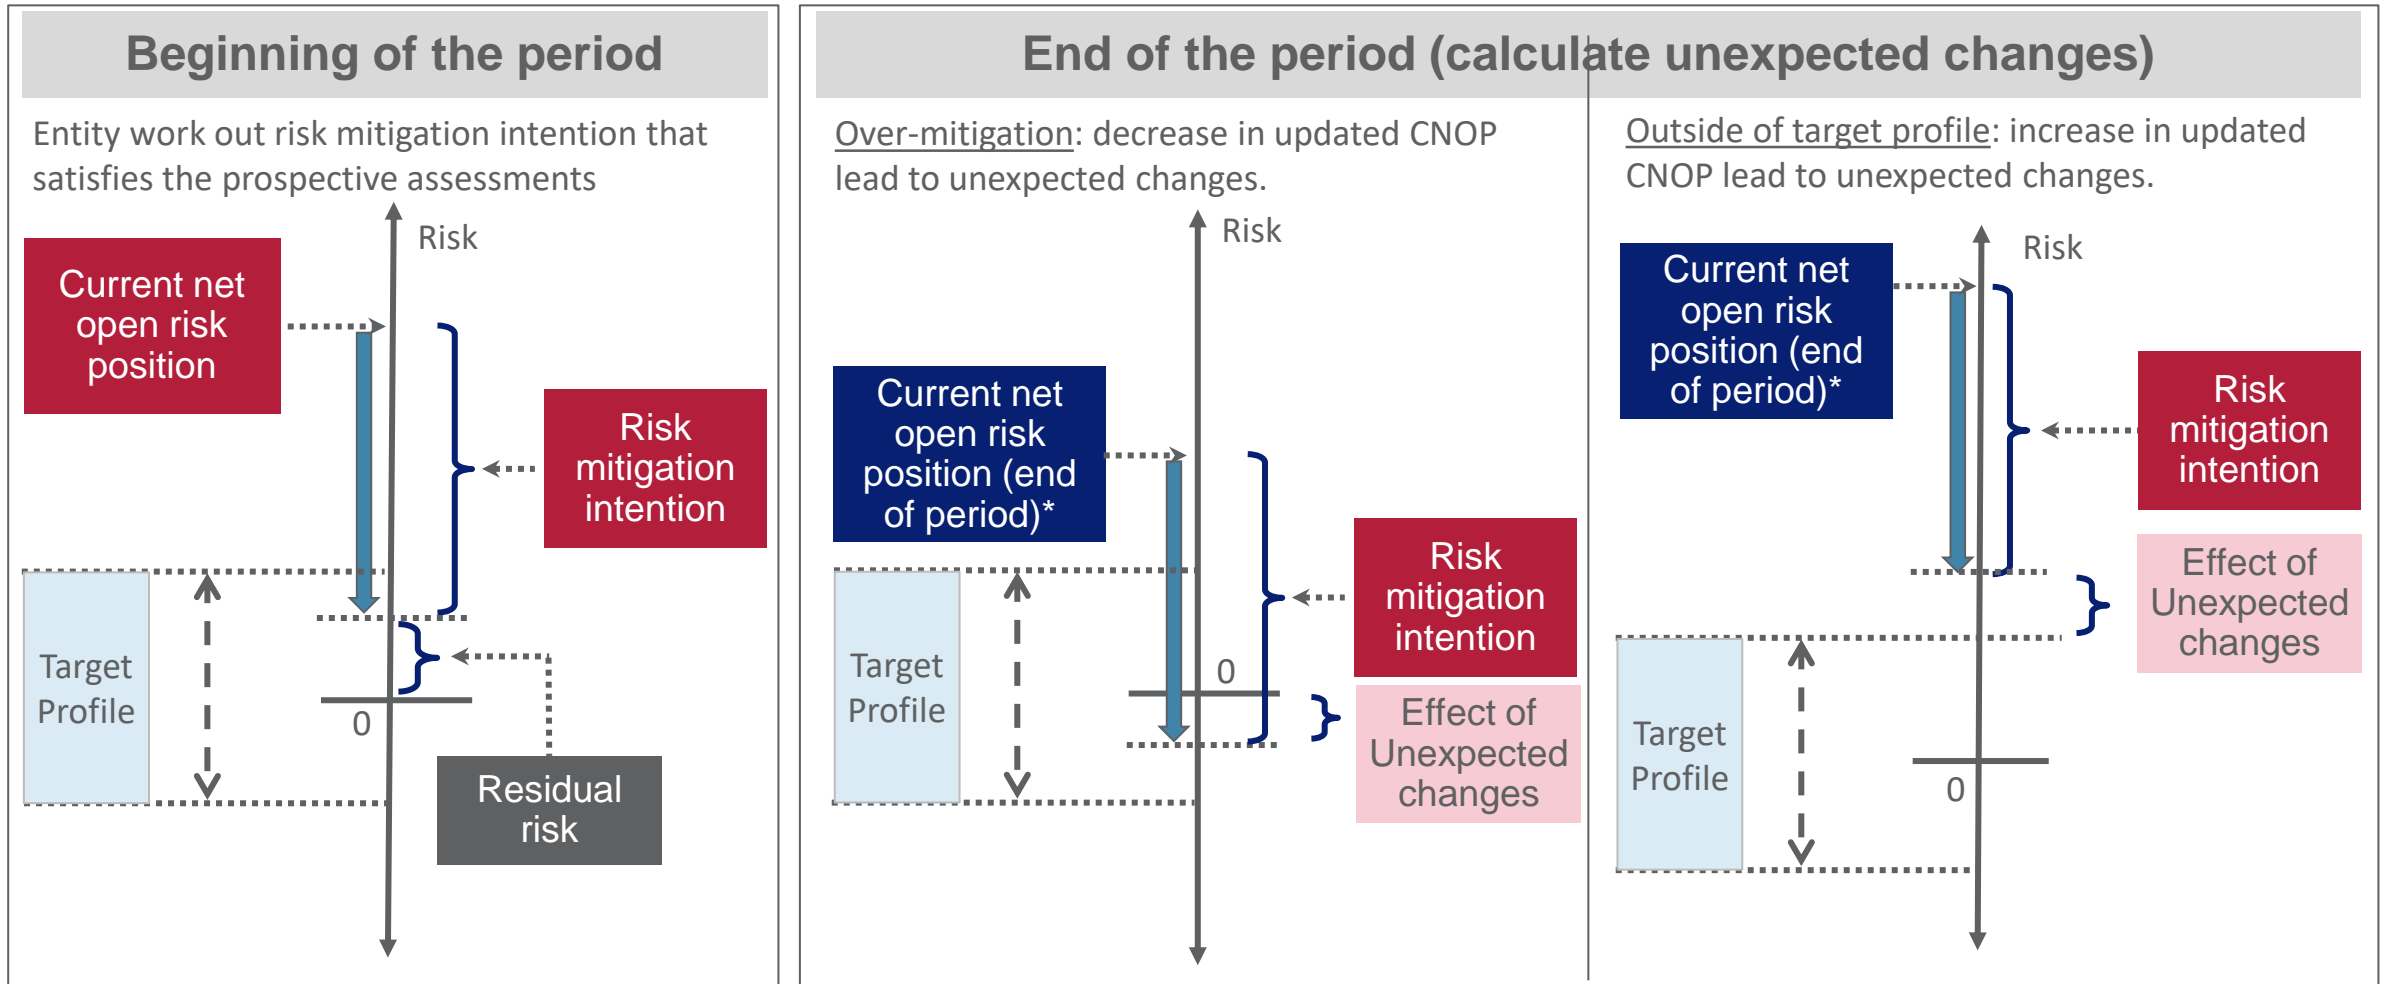 Beginning of the period
Entity work out risk mitigation intention that
satisfies the prospective assessments
Risk
Current net
open risk
position
Risk
mitigation
intention
Target
Profile
0
Residual
risk
End of the period (calculate unexpected changes)
Over-mitigation: decrease in updated CNOP
lead to unexpected changes.
Risk
Current net
open risk
position (end
of period)*
Risk
mitigation
intention
Target
Profile
0
Effect of
Unexpected
changes
Outside of target profile: increase in updated
CNOP lead to unexpected changes.
Risk
Current net
open risk
position (end
of period)*
Risk
mitigation
intention
Effect of
Unexpected
changes
Target
Profile
0